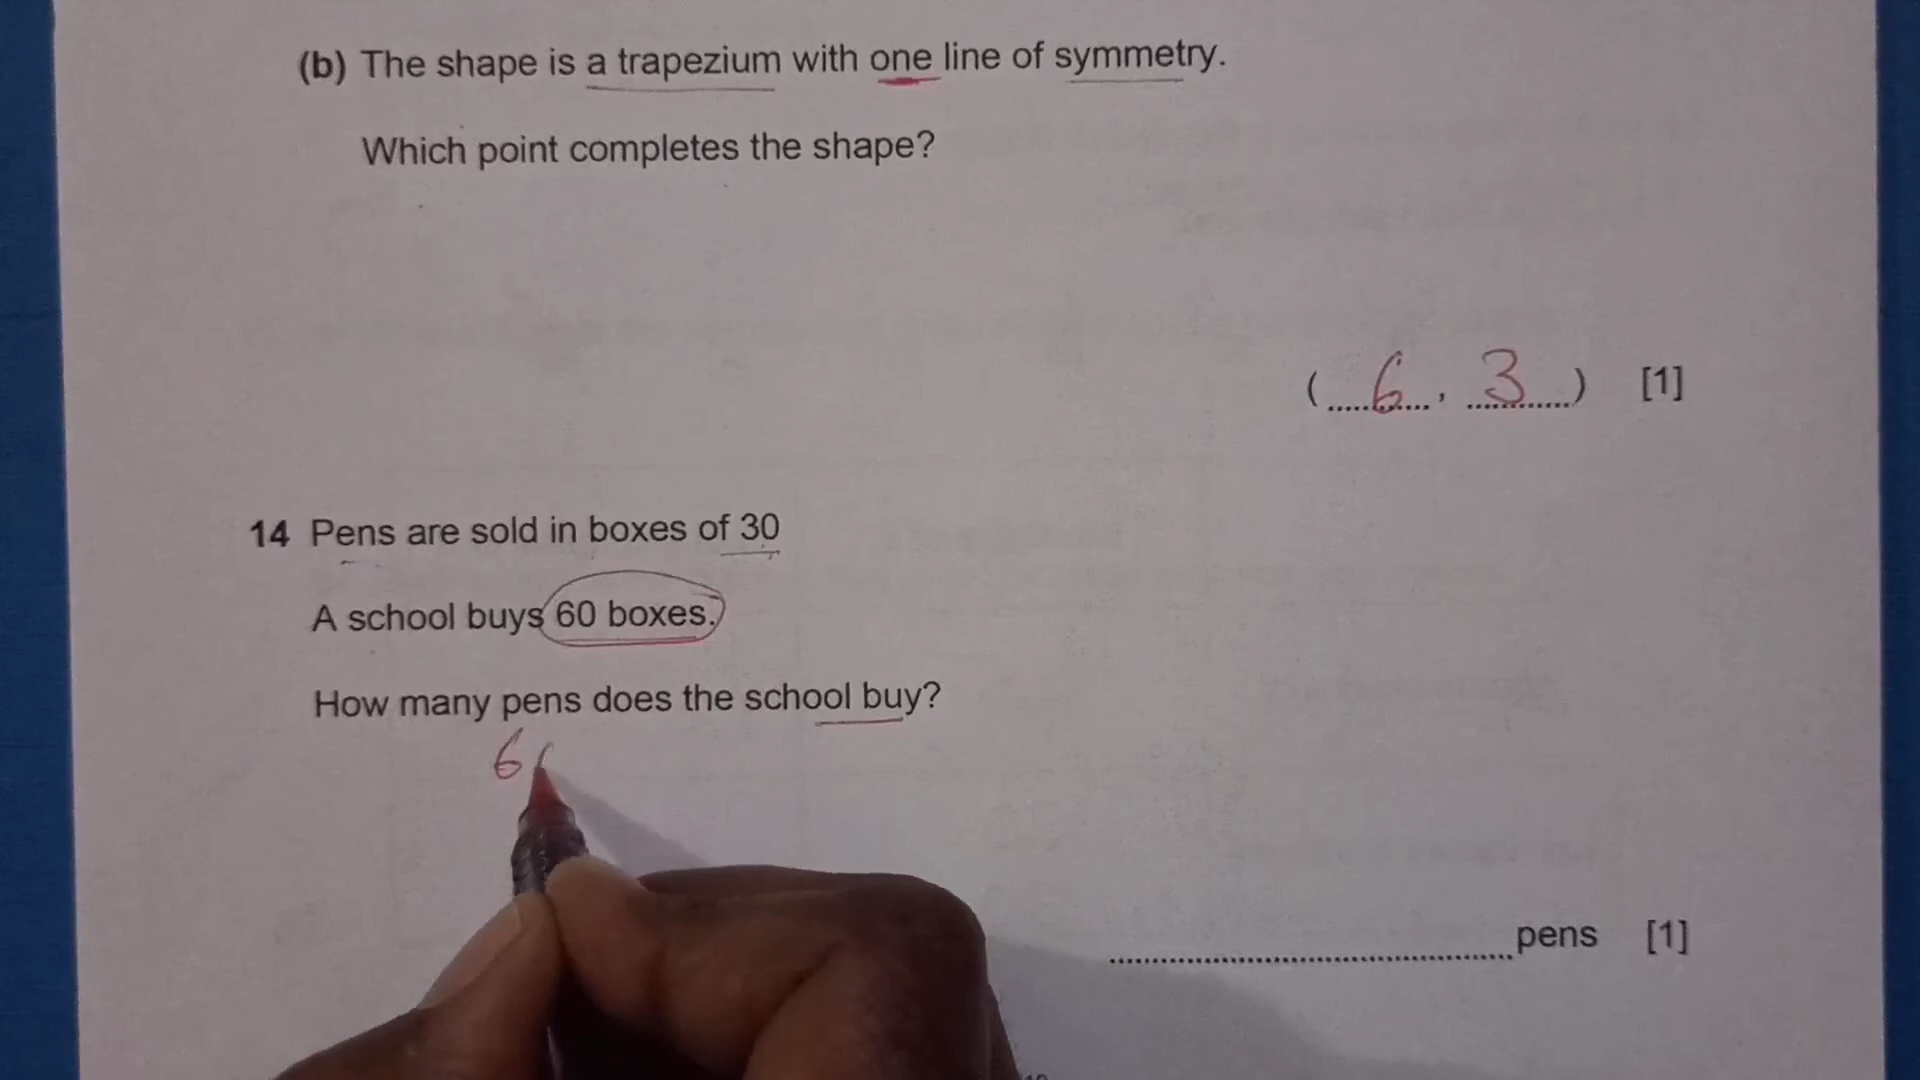 (b) The shape is a trapezium with one line of symmetry.
Which point completes the shape?
( 6 , 3 ) [1]
14 Pens are sold in boxes of 30
A school buys 60 boxes.
How many pens does the school buy?
6
pens [1]